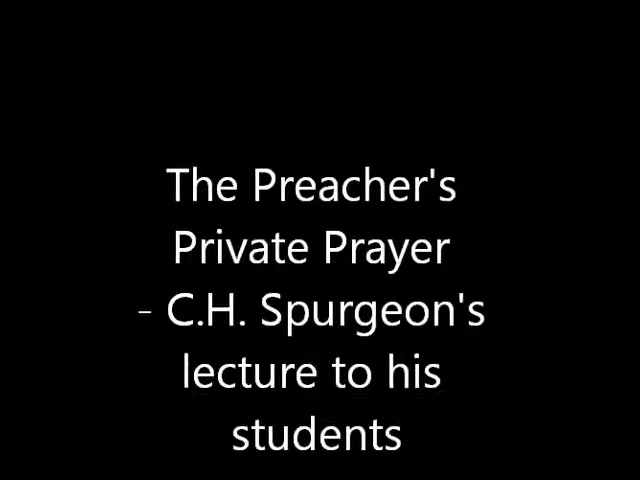 The Preacher's
Private Prayer
- C.H. Spurgeon's
lecture to his
students